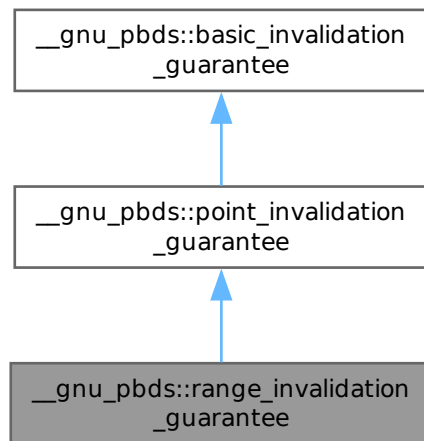 __gnu_pbds::basic_invalidation
_guarantee
__gnu_pbds::point_invalidation
_guarantee
__gnu_pbds::range_invalidation
_guarantee